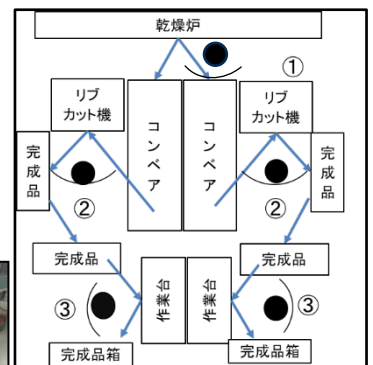 乾燥炉
①
リブ
カット機
コンベア
コンベア
リブ
カット機
完成品
完成品
②
②
完成品
完成品
作業台
作業台
③
③
完成品箱
完成品箱